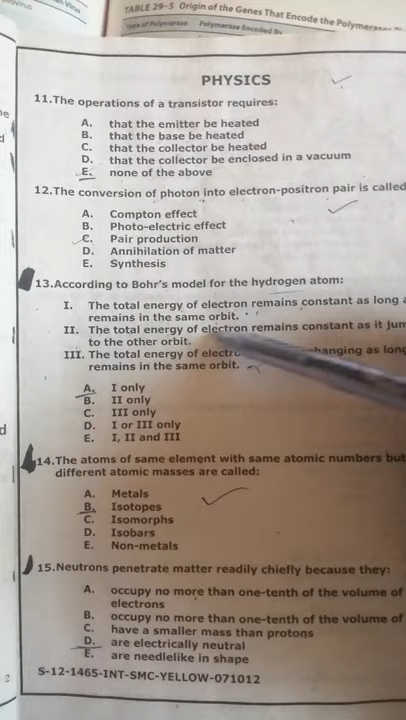 TABLE 29-5 Origin of the Genes That Encode the
Type of Polymerase Polymerase Encoded By
PHYSICS
11.The operations of a transistor requires:
A. that the emitter be heated
B. that the base be heated
C. that the collector be heated
D. that the collector be enclosed in a vacuum
E. none of the above
12.The conversion of photon into electron-positron pair is called
A. Compton effect
B. Photo-electric effect
C. Pair production
D. Annihilation of matter
E. Synthesis
13.According to Bohr's model for the hydrogen atom:
I. The total energy of electron remains constant as long
remains in the same orbit.
II. The total energy of electron remains constant as it
to the other orbit.
III. The total energy of as long
remains in the same orbit.
A. I only
B. II only
C. III only
D. I or III only
E. I, II and III
14.The atoms of same element with same atomic numbers but
different atomic masses are called:
A. Metals
B. Isotopes
C. Isomorphs
D. Isobars
E. Non-metals
15.Neutrons penetrate matter readily chiefly because they:
A. occupy no more than one-tenth of the volume of
electrons
B. occupy no more than one-tenth of the volume of
C. have a smaller mass than protons
D. are electrically neutral
E. are needlelike in shape
S-12-1465-INT-SMC-YELLOW-071012